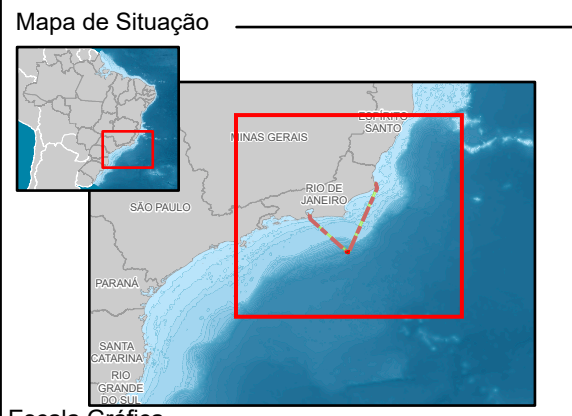 Mapa de Situação
ESPÍRITO
SANTO
MINAS GERAIS
RIO DE
JANEIRO
SÃO PAULO
PARANÁ
SANTA
CATARINA
RIO
GRANDE
DO SUL
Escala Gráfica